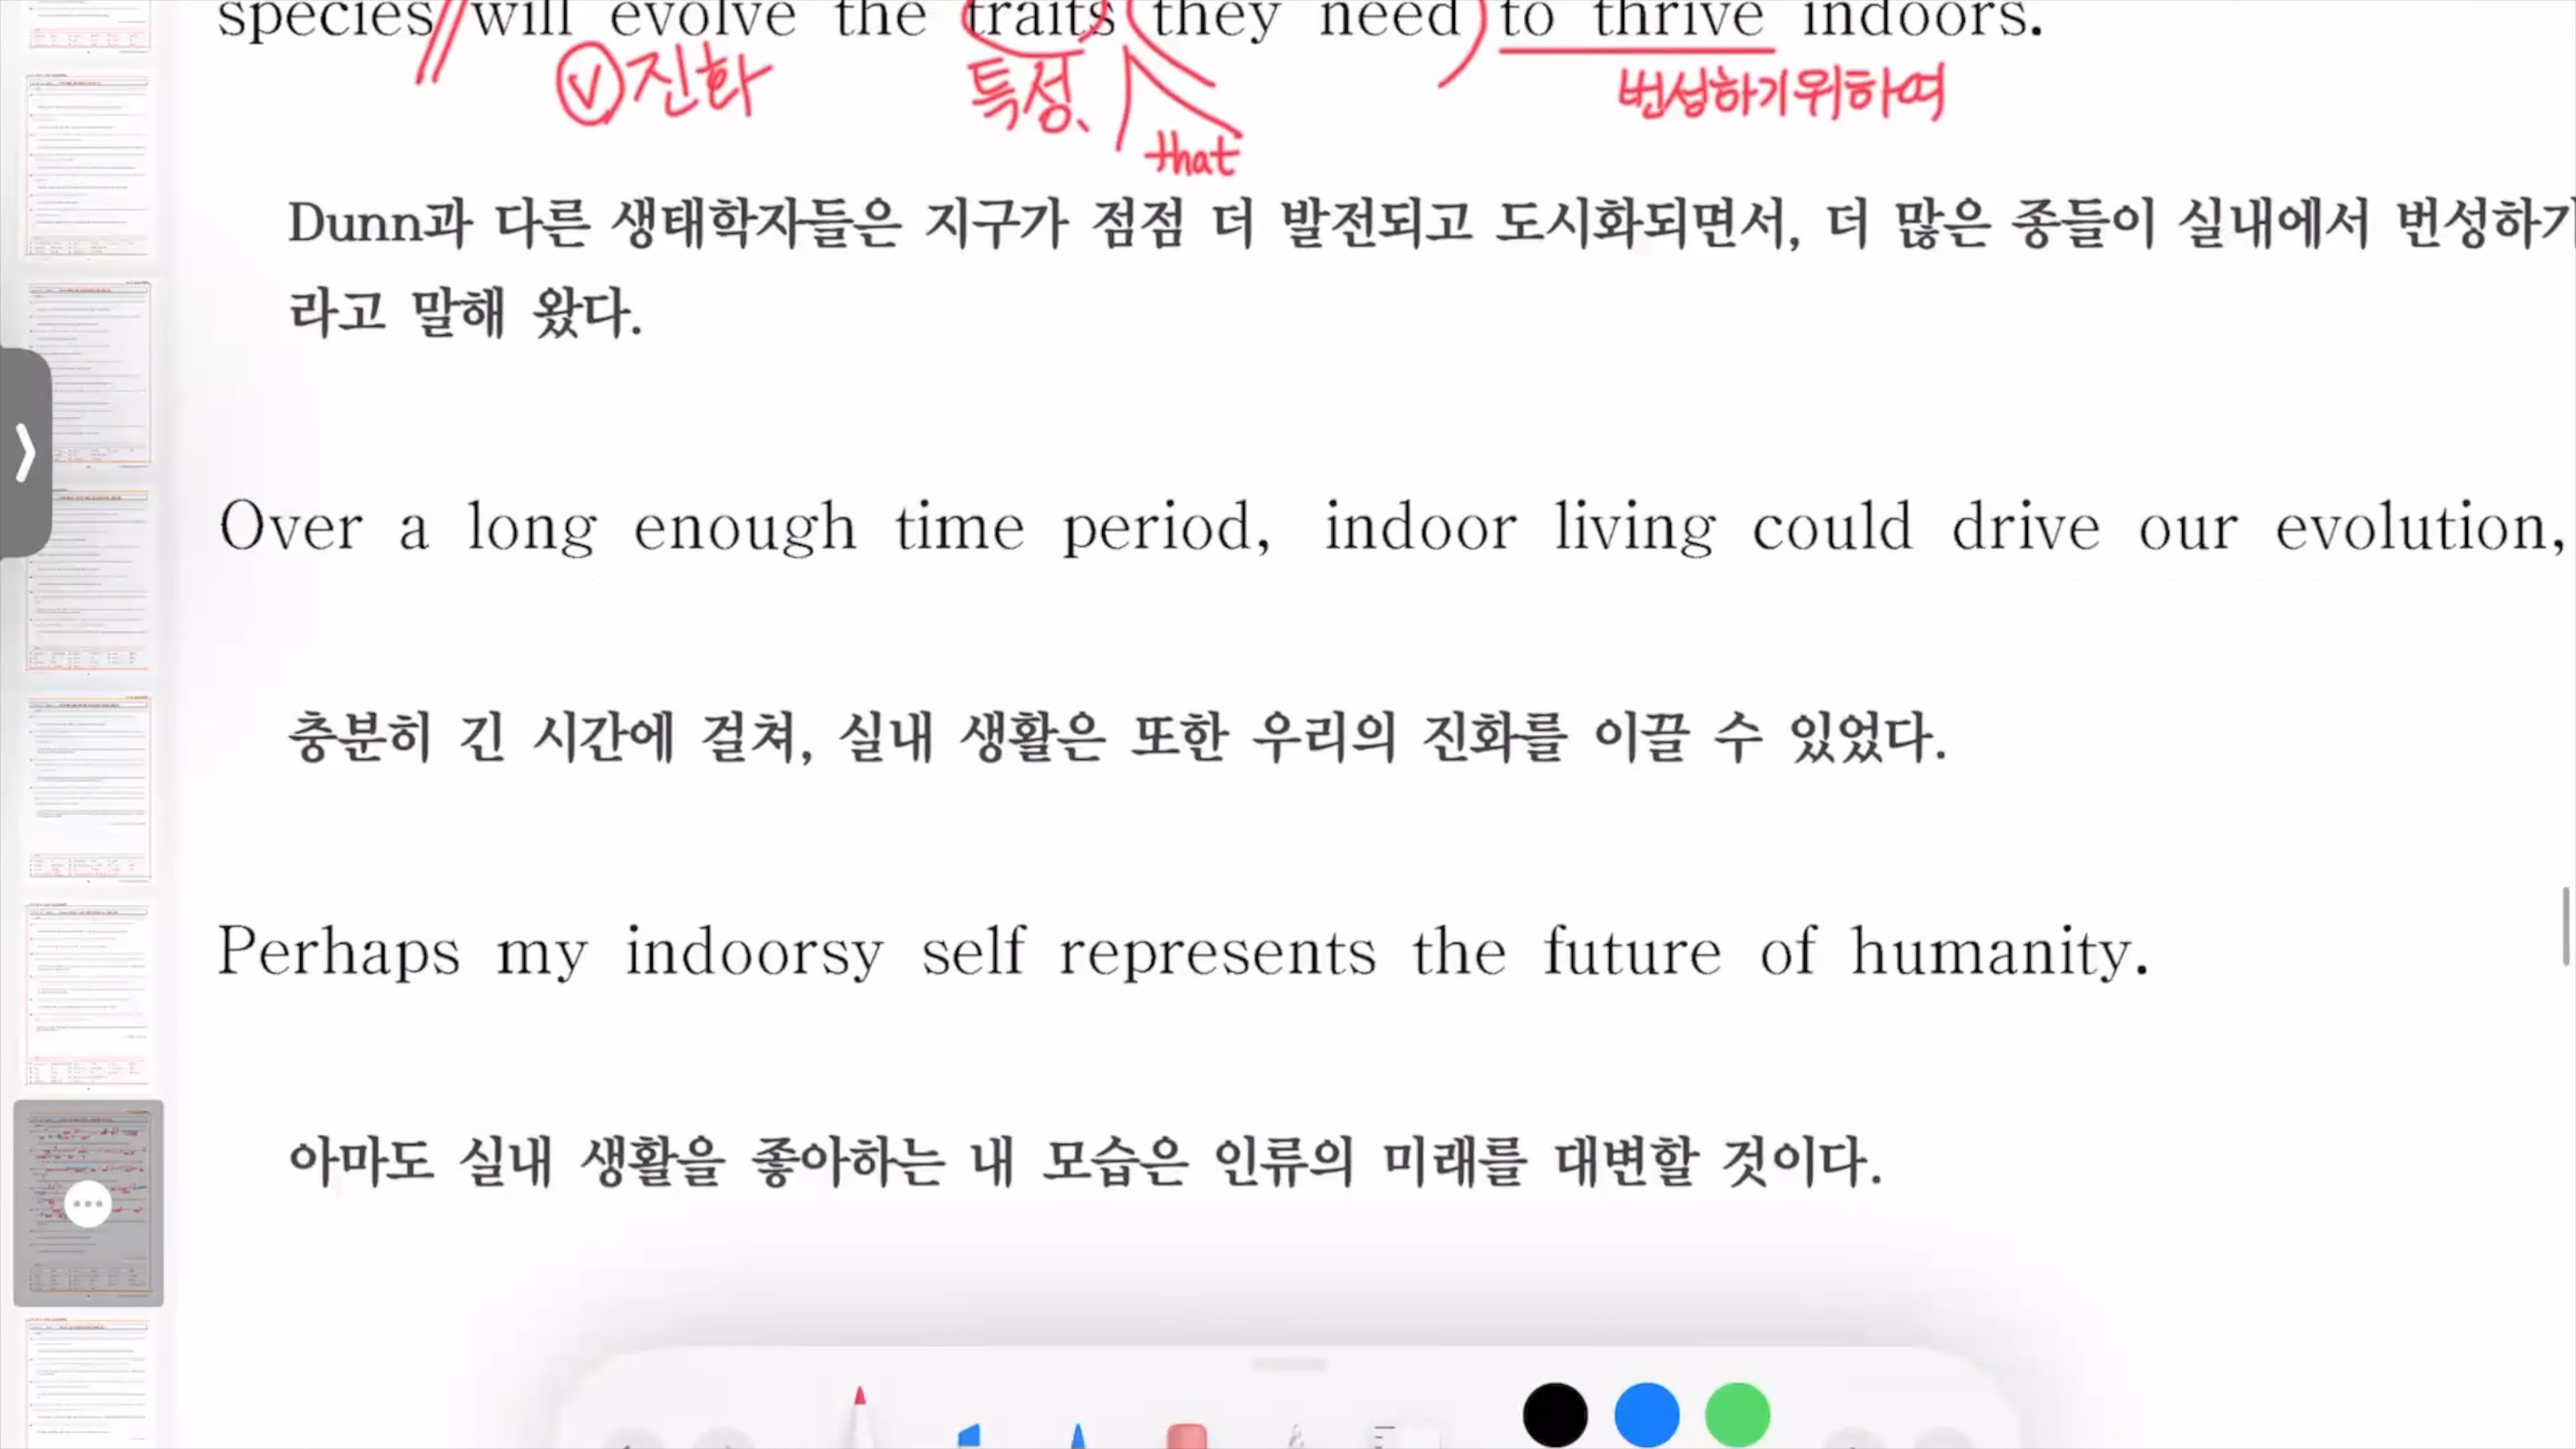 species will evolve the traits they need to thrive indoors.
ⓥ진화 특성、 번성하기위하여
that
Dunn과 다른 생태학자들은 지구가 점점 더 발전되고 도시화되면서, 더 많은 종들이 실내에서 번성하기
라고 말해 왔다.
Over a long enough time period, indoor living could drive our evolution,
충분히 긴 시간에 걸쳐, 실내 생활은 또한 우리의 진화를 이끌 수 있었다.
Perhaps my indoorsy self represents the future of humanity.
아마도 실내 생활을 좋아하는 내 모습은 인류의 미래를 대변할 것이다.